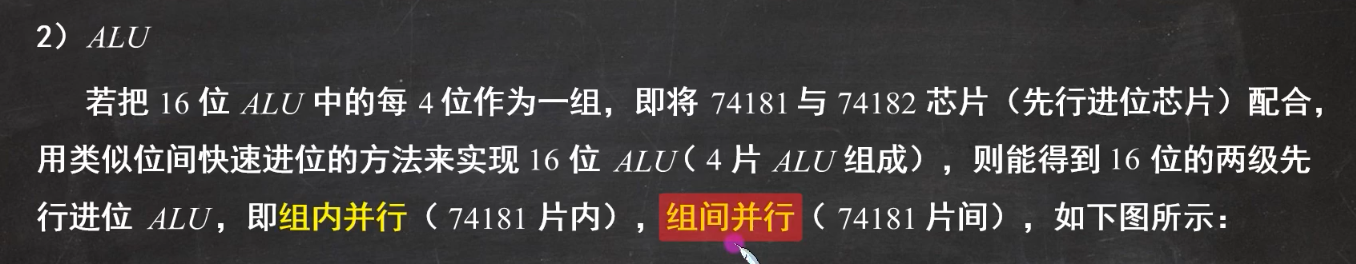 2）ALU
若把 16 位 ALU 中的每 4 位作为一组，即将 74181 与 74182 芯片（先行进位芯片）配合，
用类似位间快速进位的方法来实现 16 位 ALU（4 片 ALU 组成），则能得到 16 位的两级先
行进位 ALU，即组内并行（74181 片内），组间并行（74181 片间），如下图所示：